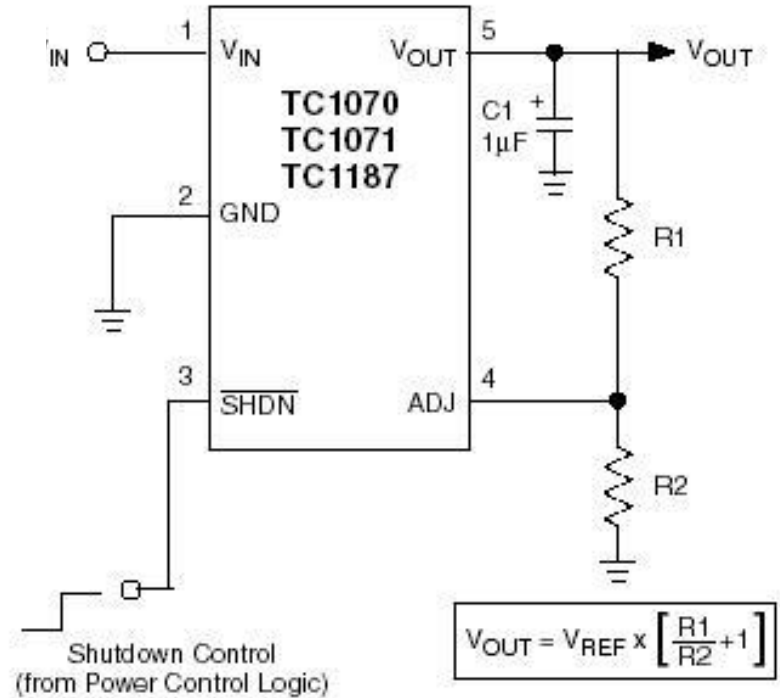 1
5
IN
VIN
VOUT
VOUT
TC1070
TC1071
TC1187
C1
+
1µF
2
GND
R1
3
4
SHDN
ADJ
R2
VOUT = VREF x [R1/R2 +1]
Shutdown Control
(from Power Control Logic)